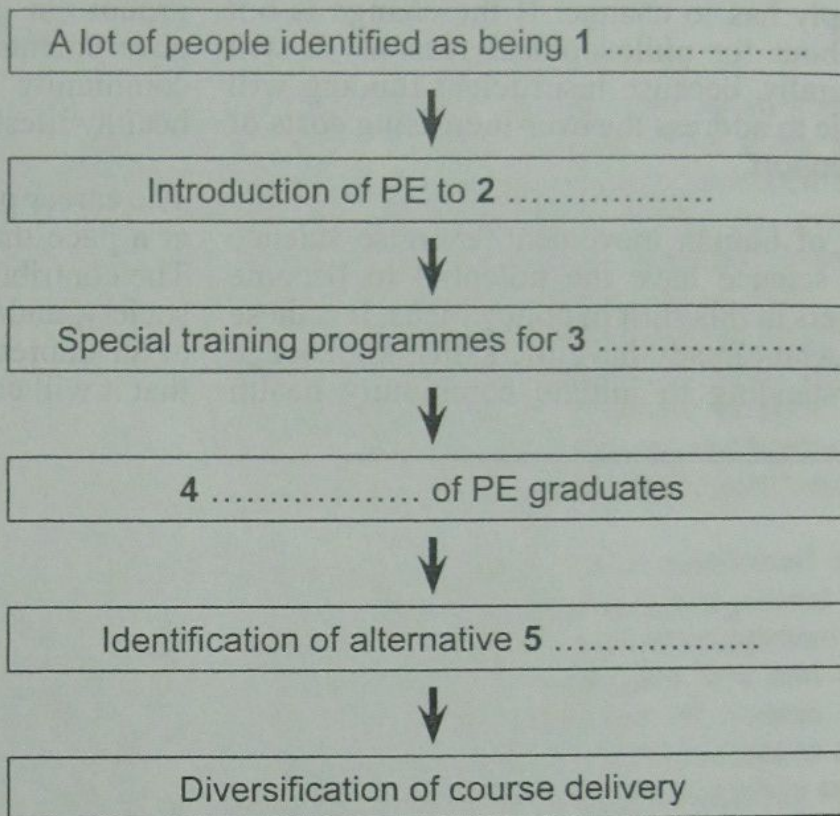 A lot of people identified as being 1 ..................
Introduction of PE to 2 ..................
Special training programmes for 3 ..................
4 .................. of PE graduates
Identification of alternative 5 ..................
Diversification of course delivery